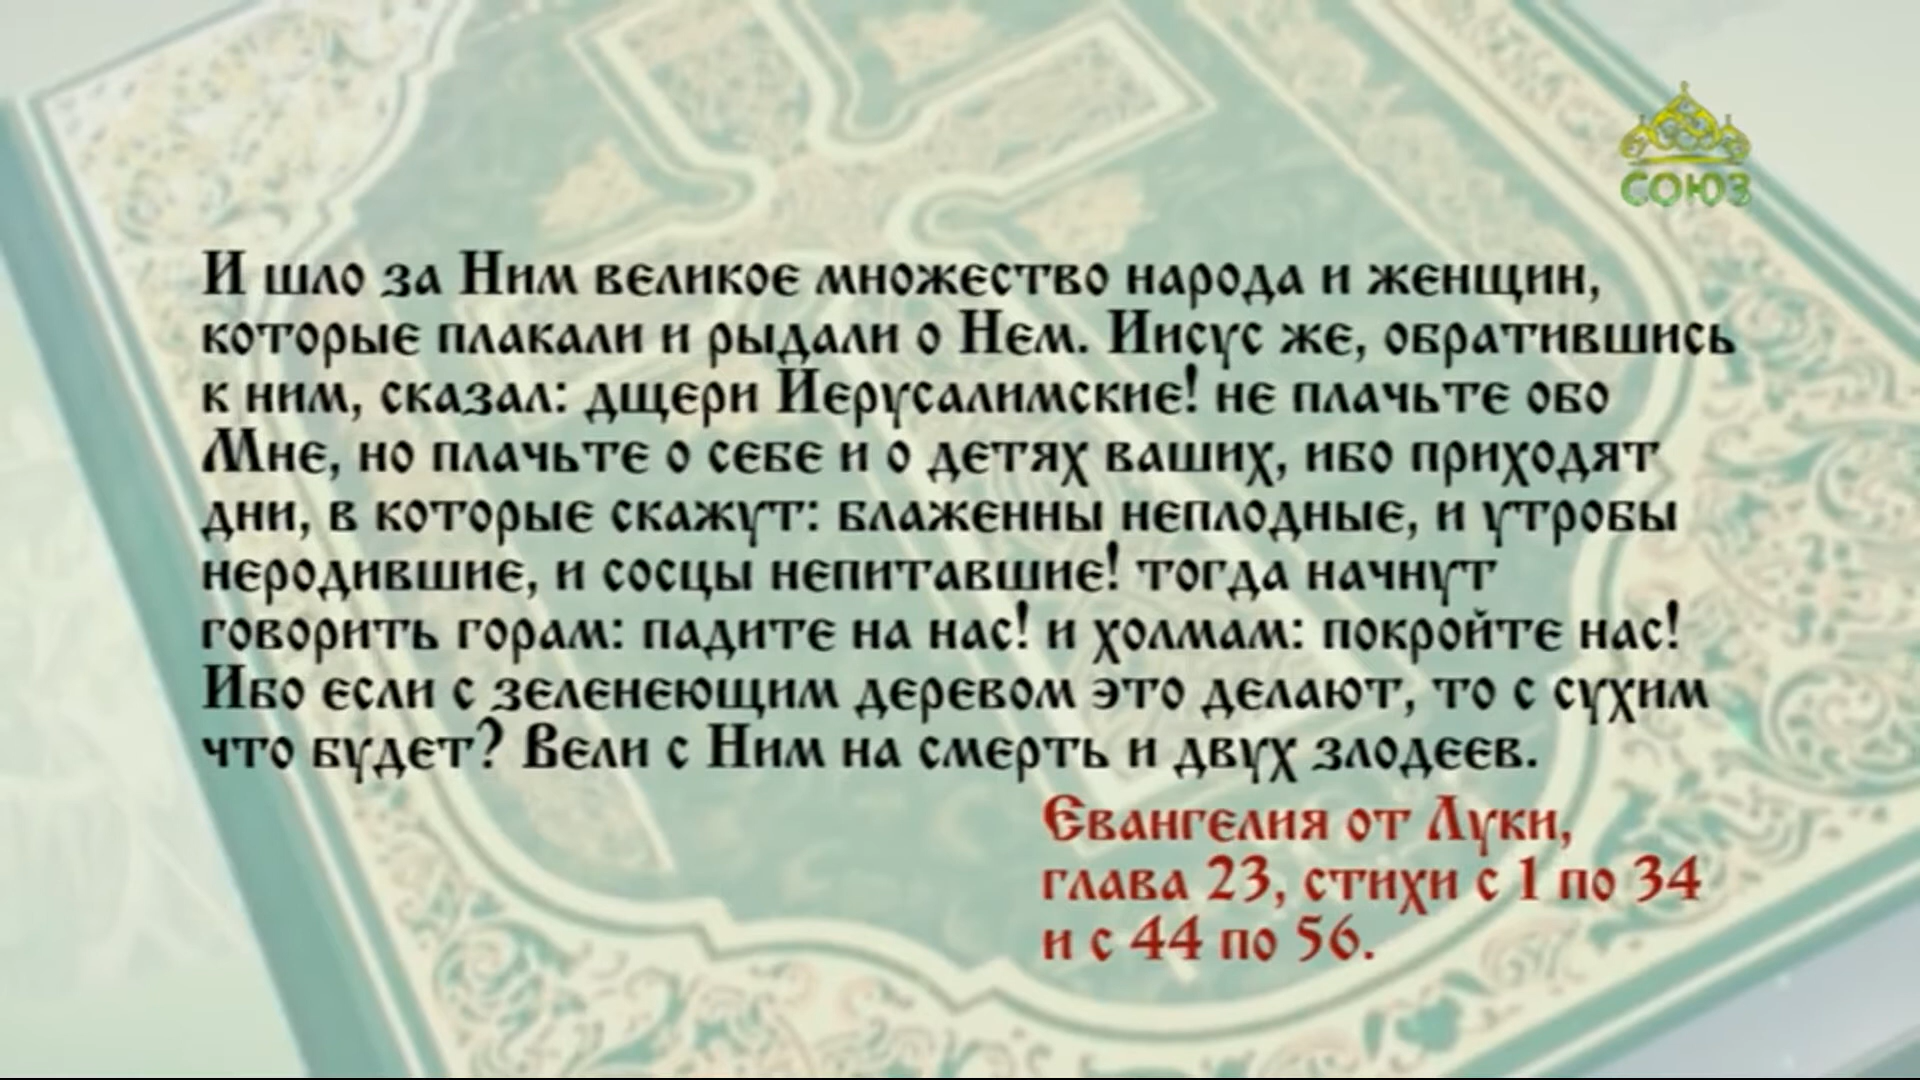 СОЮЗ
И шло за Ним великое множество народа и женщин,
которые плакали и рыдали о Нем. Иисус же, обратившись
к ним, сказал: дщери Иерусалимские! не плачьте обо
Мне, но плачьте о себе и о детях ваших, ибо приходят
дни, в которые скажут: блаженны неплодные, и утробы
неродившие, и сосцы непитавшие! тогда начнут
говорить горам: падите на нас! и холмам: покройте нас!
Ибо если с зеленеющим деревом это делают, то с сухим
что будет? Вели с Ним на смерть и двух злодеев.
Евангелия от Луки,
глава 23, стихи с 1 по 34
и с 44 по 56.